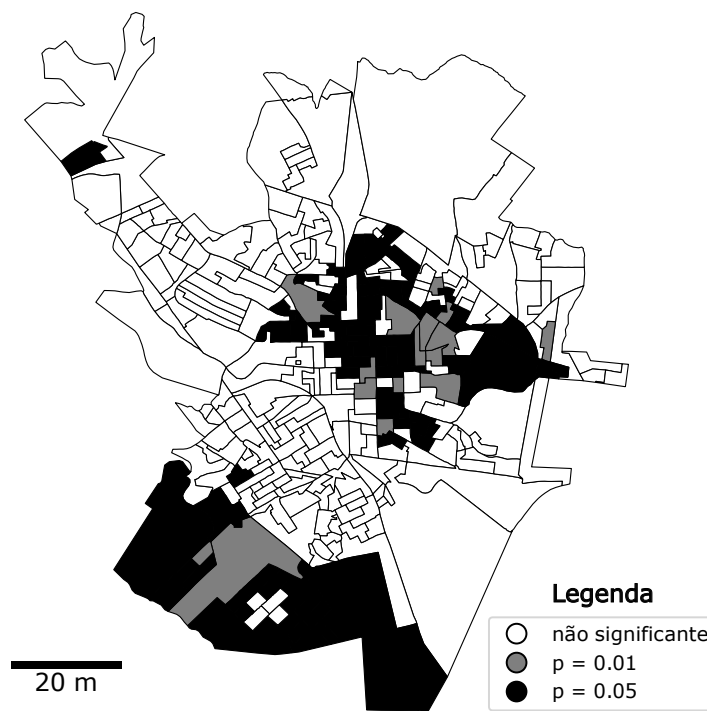 Legenda
não significante
p = 0.01
p = 0.05
20 m